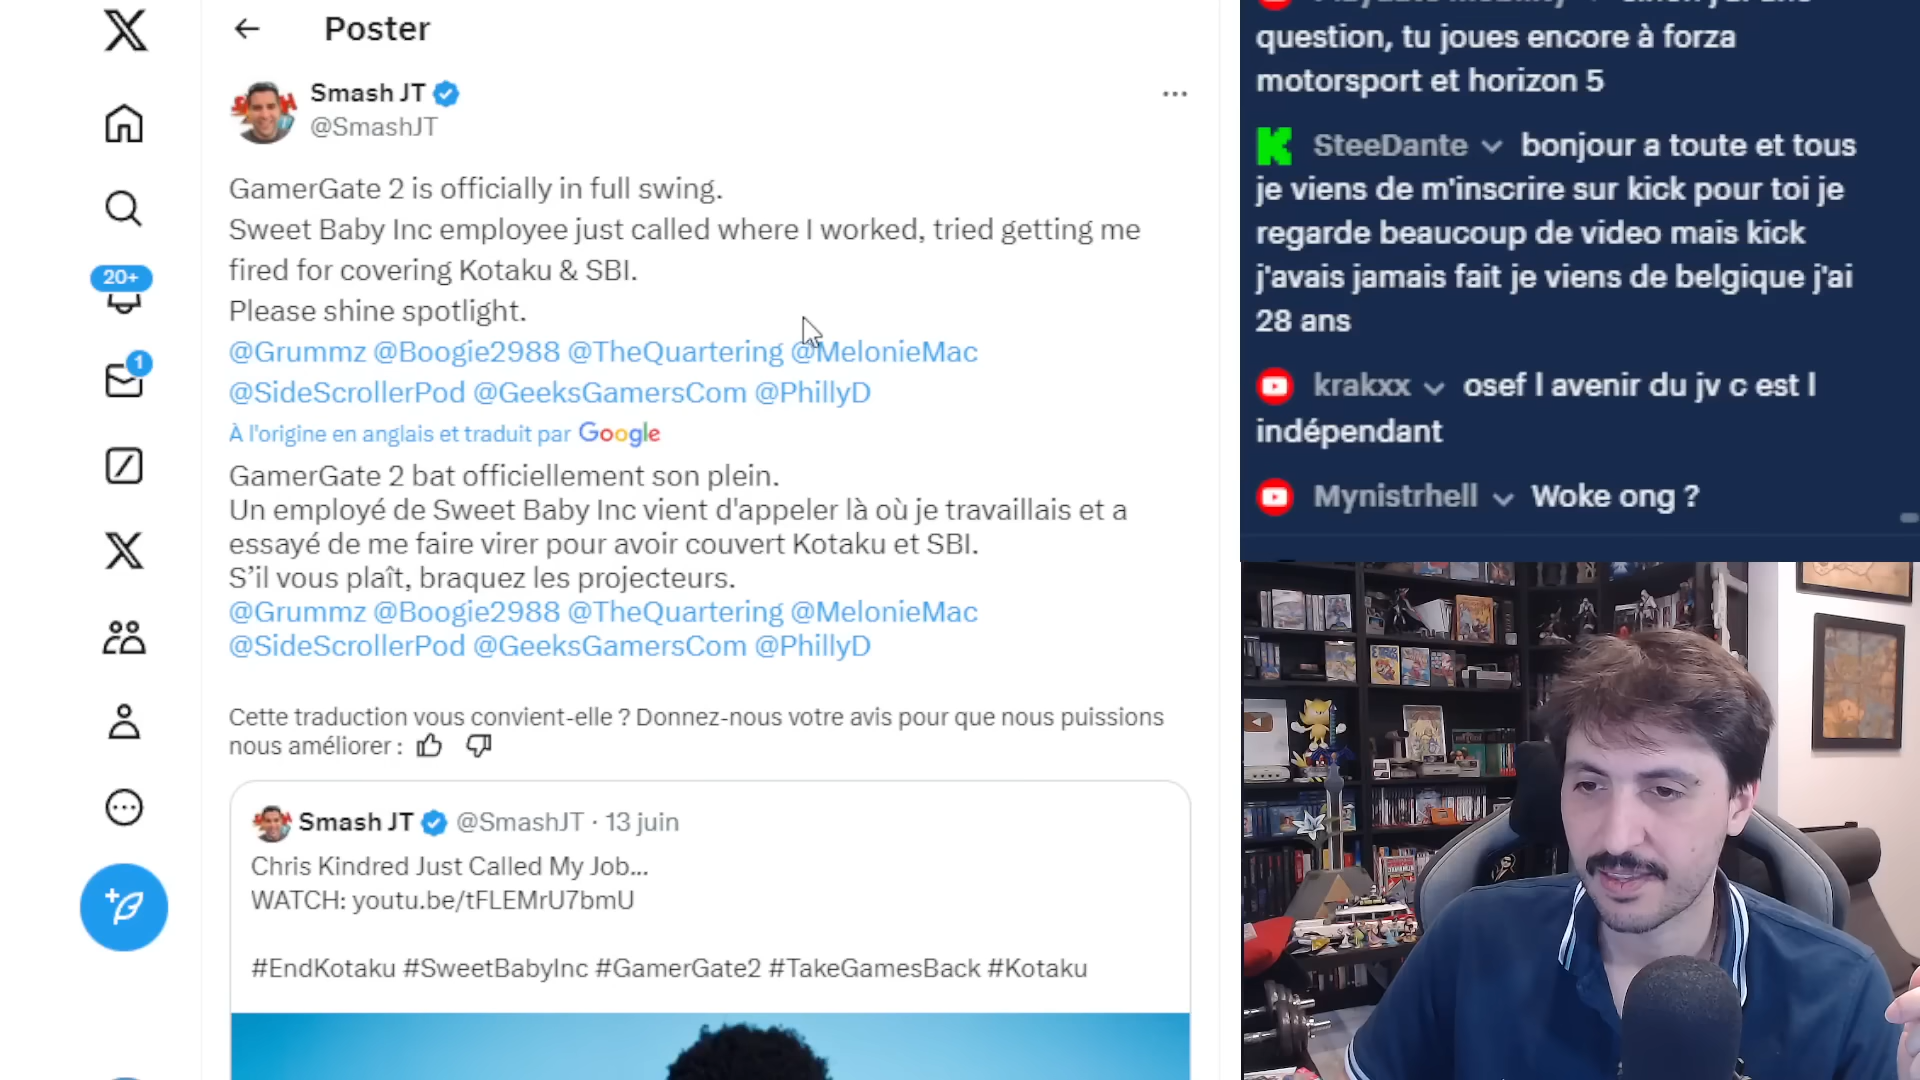 Poster
Smash JT
@SmashJT
GamerGate 2 is officially in full swing.
Sweet Baby Inc employee just called where I worked, tried getting me
fired for covering Kotaku & SBI.
Please shine spotlight.
@Grummz @Boogie2988 @TheQuartering @MelonieMac
@SideScrollerPod @GeeksGamersCom @PhillyD
À l'origine en anglais et traduit par Google
GamerGate 2 bat officiellement son plein.
Un employé de Sweet Baby Inc vient d'appeler là où je travaillais et a
essayé de me faire virer pour avoir couvert Kotaku et SBI.
S’il vous plaît, braquez les projecteurs.
@Grummz @Boogie2988 @TheQuartering @MelonieMac
@SideScrollerPod @GeeksGamersCom @PhillyD
Cette traduction vous convient-elle ? Donnez-nous votre avis pour que nous puissions
nous améliorer :
Smash JT @SmashJT · 13 juin
Chris Kindred Just Called My Job...
WATCH: youtu.be/tFLEMrU7bmU
#EndKotaku #SweetBabyInc #GamerGate2 #TakeGamesBack #Kotaku
20+
1
question, tu joues encore à forza
motorsport et horizon 5
SteeDante bonjour a toute et tous
je viens de m'inscrire sur kick pour toi je
regarde beaucoup de video mais kick
j'avais jamais fait je viens de belgique j'ai
28 ans
krakxx osef l avenir du jv c est l
indépendant
Mynistrhell Woke ong ?